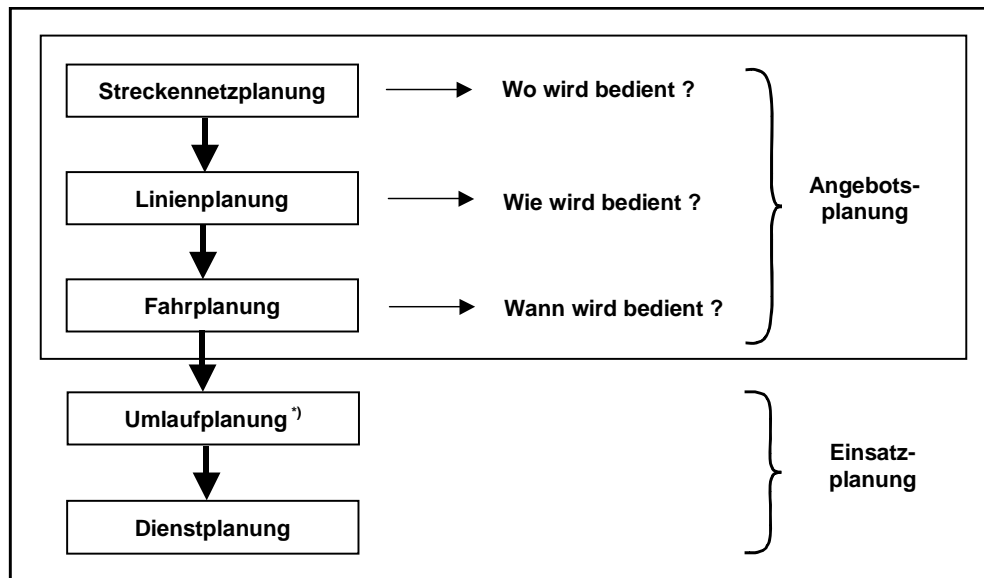 Streckennetzplanung
Wo wird bedient ?
Linienplanung
Wie wird bedient ?
Angebots-
planung
Fahrplanung
Wann wird bedient ?
Umlaufplanung *)
Einsatz-
planung
Dienstplanung